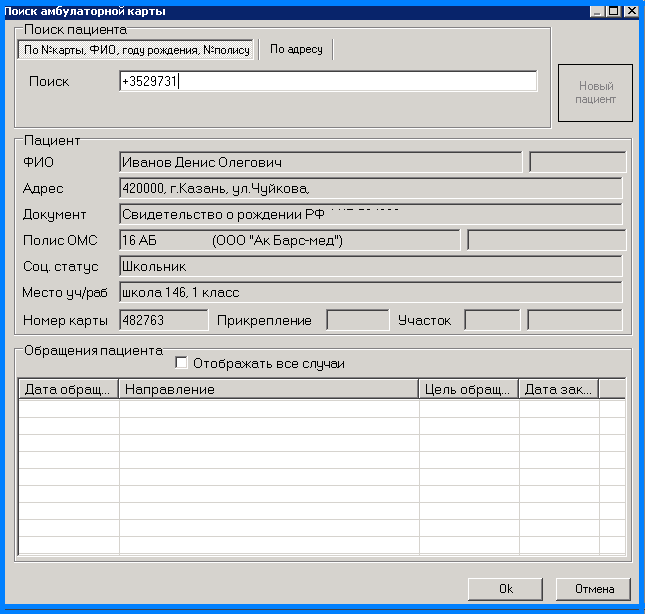 Поиск амбулаторной карты
Поиск пациента
По №карты, ФИО, году рождения, №полису По адресу
Поиск +3529731
Новый
пациент
Пациент
ФИО Иванов Денис Олегович
Адрес 420000, г.Казань, ул.Чуйкова,
Документ Свидетельство о рождении РФ
Полис ОМС 16 АБ (ООО "Ак Барс-мед")
Соц. статус Школьник
Место уч/раб школа 146, 1 класс
Номер карты 482763 Прикрепление Участок
Обращения пациента
Отображать все случаи
Дата обращ... Направление Цель обращ... Дата зак...
Ok Отмена